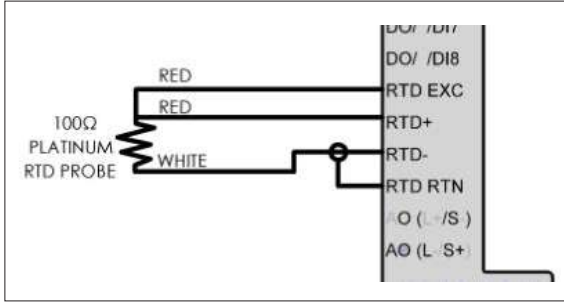 DO/ /DI7
DO/ /DI8
RED
RTD EXC
RED
RTD+
100Ω
PLATINUM
RTD PROBE
WHITE
RTD-
RTD RTN
AO (L+/S-)
AO (L-/S+)